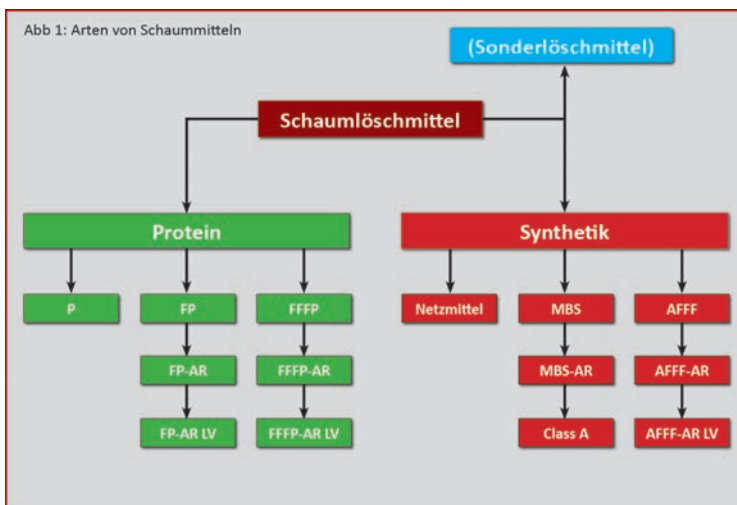 Abb 1: Arten von Schaummitteln
(Sonderlöschmittel)
Schaumlöschmittel
Protein
Synthetik
P
FP
FFFP
Netzmittel
MBS
AFFF
FP-AR
FFFP-AR
MBS-AR
AFFF-AR
FP-AR LV
FFFP-AR LV
Class A
AFFF-AR LV